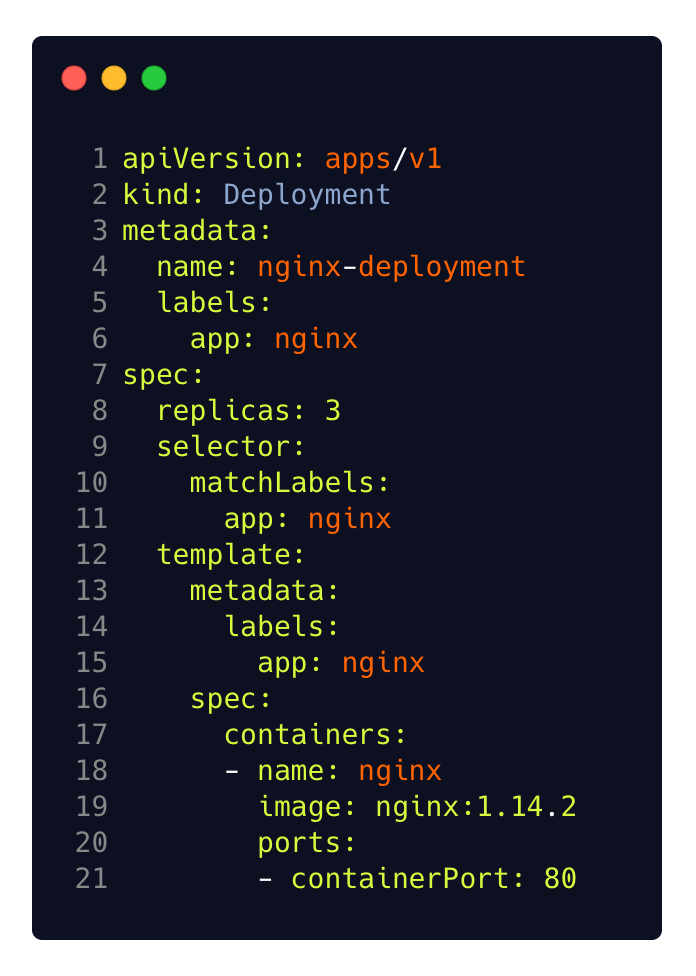 1 apiVersion: apps/v1
2 kind: Deployment
3 metadata:
4   name: nginx-deployment
5   labels:
6     app: nginx
7 spec:
8   replicas: 3
9   selector:
10     matchLabels:
11       app: nginx
12   template:
13     metadata:
14       labels:
15         app: nginx
16     spec:
17       containers:
18       - name: nginx
19         image: nginx:1.14.2
20         ports:
21         - containerPort: 80